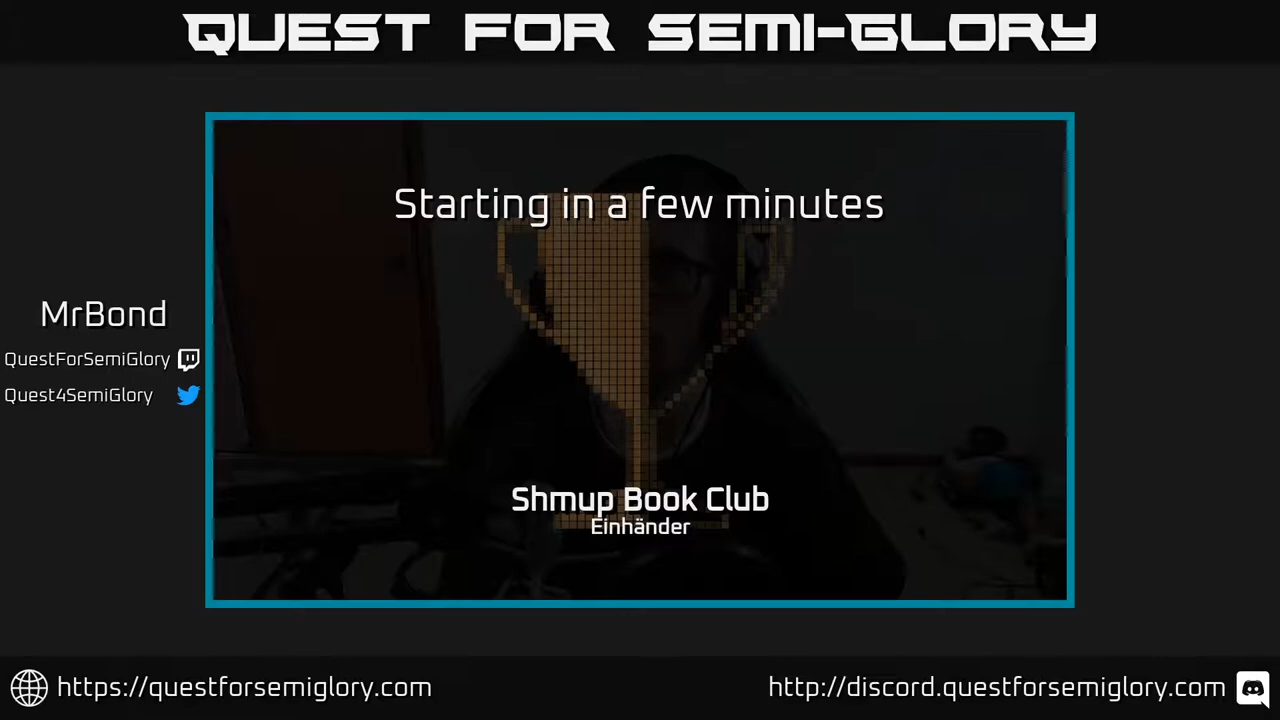 QUEST FOR SEMI-GLORY
Starting in a few minutes
MrBond
QuestForSemiGlory
Quest4SemiGlory
Shmup Book Club
Einhänder
https://questforsemiglory.com
http://discord.questforsemiglory.com